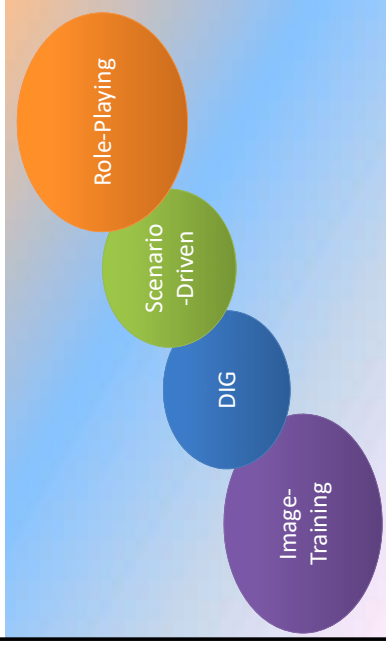 Role-Playing
Scenario
-Driven
DIG
Image-
Training